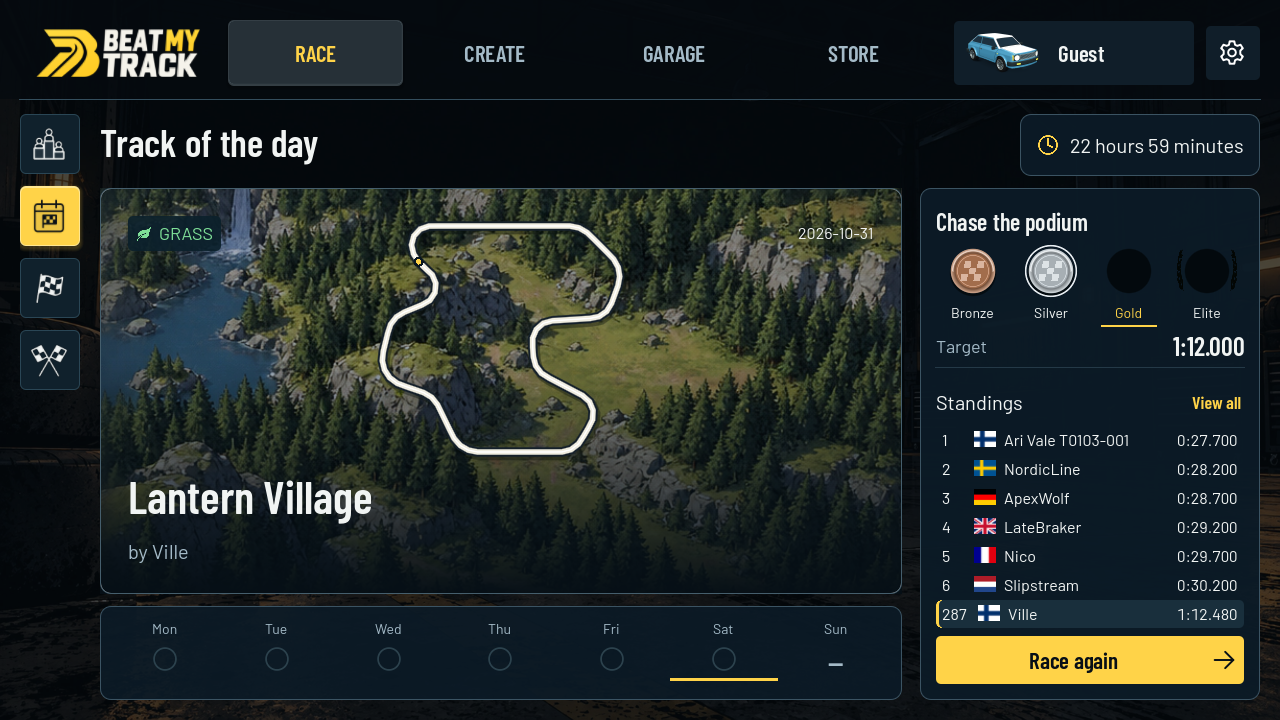 BEATMY
TRACK
RACE
CREATE
GARAGE
STORE
Guest
Track of the day
22 hours 59 minutes
GRASS
2026-10-31
Lantern Village
by Ville
Mon
Tue
Wed
Thu
Fri
Sat
Sun
–
Chase the podium
Bronze
Silver
Gold
Elite
Target 1:12.000
Standings View all
1 Ari Vale T0103-001 0:27.700
2 NordicLine 0:28.200
3 ApexWolf 0:28.700
4 LateBraker 0:29.200
5 Nico 0:29.700
6 Slipstream 0:30.200
287 Ville 1:12.480
Race again